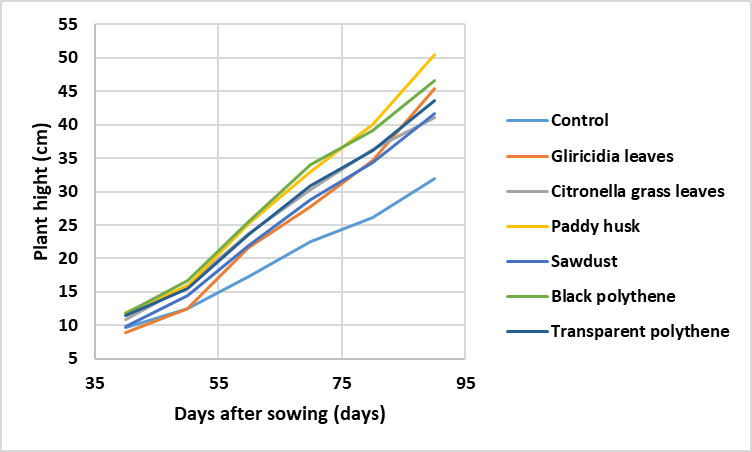 55
50
45
40
35
30
25
20
15
10
5
Plant hight (cm)
35
55
75
95
Days after sowing (days)
Control
Gliricidia leaves
Citronella grass leaves
Paddy husk
Sawdust
Black polythene
Transparent polythene